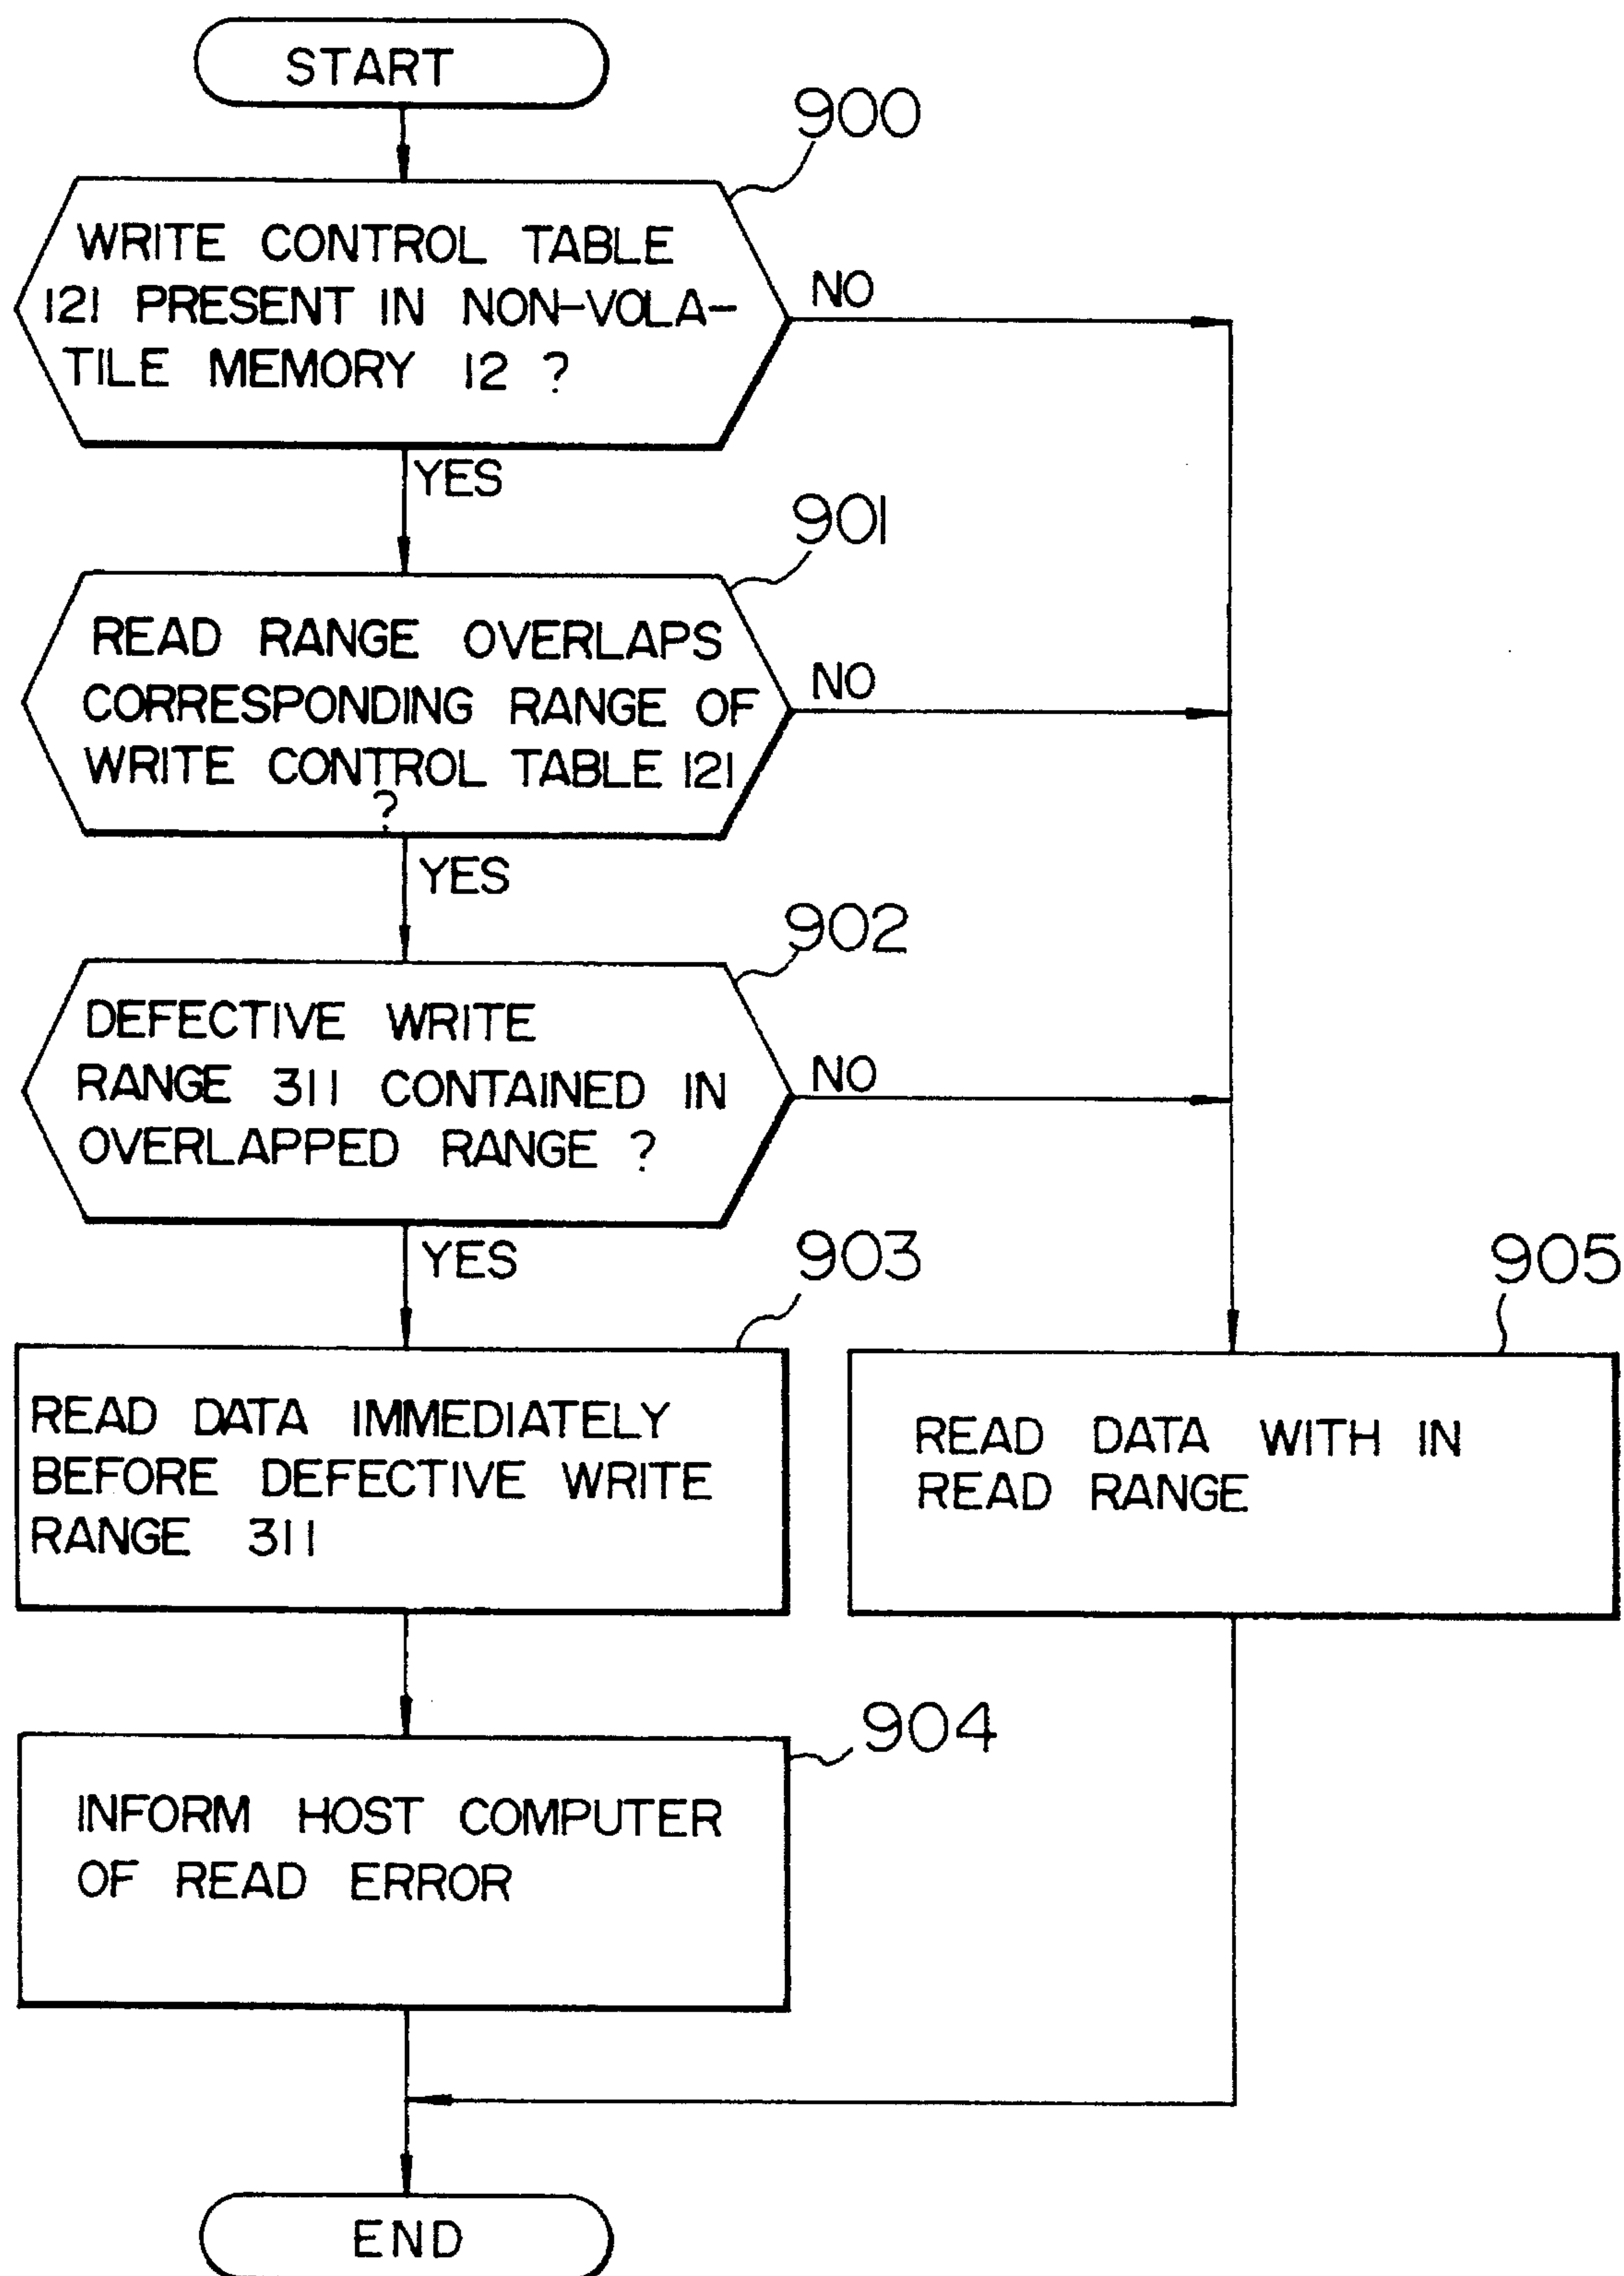 START
900
WRITE CONTROL TABLE
121 PRESENT IN NON-VOLA-
TILE MEMORY 12 ?
NO
YES
901
READ RANGE OVERLAPS
CORRESPONDING RANGE OF
WRITE CONTROL TABLE 121
?
NO
YES
902
DEFECTIVE WRITE
RANGE 311 CONTAINED IN
OVERLAPPED RANGE ?
NO
YES
903
READ DATA IMMEDIATELY
BEFORE DEFECTIVE WRITE
RANGE 311
905
READ DATA WITH IN
READ RANGE
904
INFORM HOST COMPUTER
OF READ ERROR
END